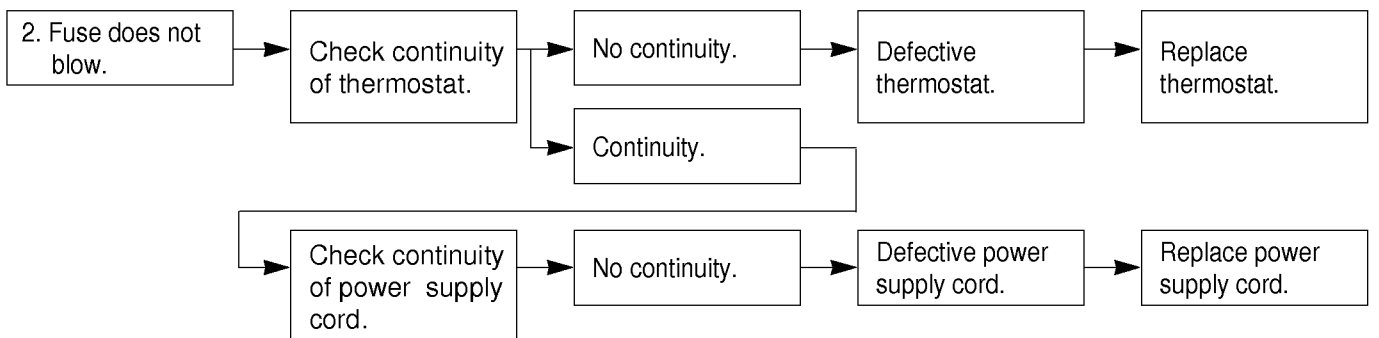 2. Fuse does not
blow.
Check continuity
of thermostat.
No continuity.
Defective
thermostat.
Replace
thermostat.
Continuity.
Check continuity
of power supply
cord.
No continuity.
Defective power
supply cord.
Replace power
supply cord.